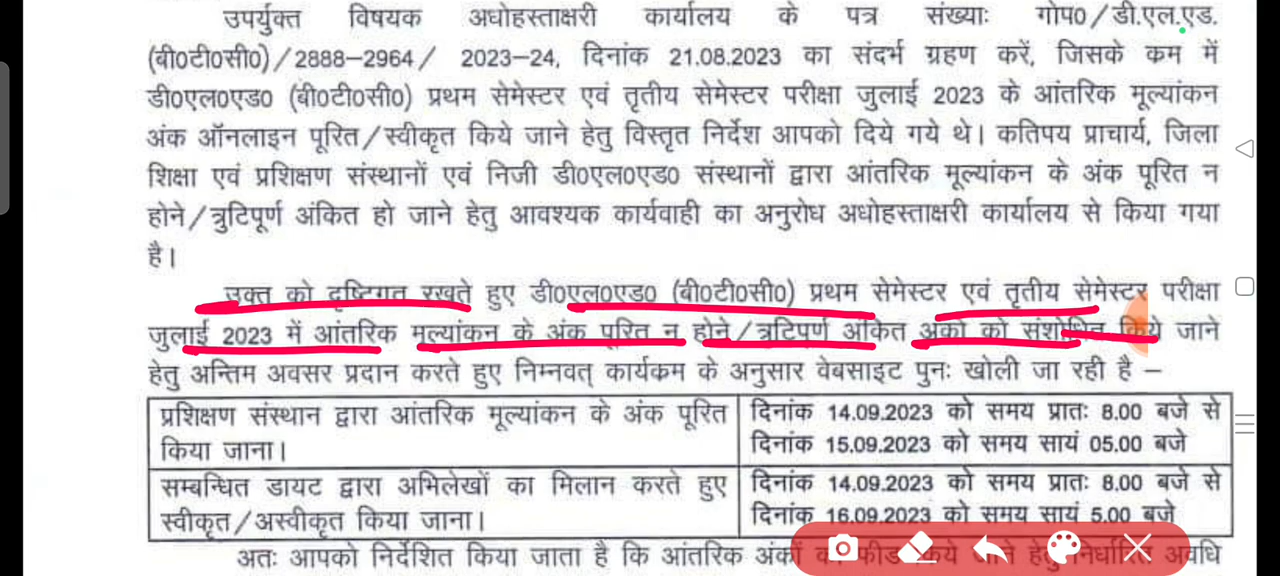 उपर्युक्त विषयक अधोहस्ताक्षरी कार्यालय के पत्र संख्याः गोप0/डी.एल.एड.
(बी0टी0सी0)/2888–2964/ 2023–24, दिनांक 21.08.2023 का संदर्भ ग्रहण करें, जिसके कम में
डी0एल0एड0 (बी0टी0सी0) प्रथम सेमेस्टर एवं तृतीय सेमेस्टर परीक्षा जुलाई 2023 के आंतरिक मूल्यांकन
अंक ऑनलाइन पूरित/स्वीकृत किये जाने हेतु विस्तृत निर्देश आपको दिये गये थे। कतिपय प्राचार्य, जिला
शिक्षा एवं प्रशिक्षण संस्थानों एवं निजी डी0एल0एड0 संस्थानों द्वारा आंतरिक मूल्यांकन के अंक पूरित न
होने/त्रुटिपूर्ण अंकित हो जाने हेतु आवश्यक कार्यवाही का अनुरोध अधोहस्ताक्षरी कार्यालय से किया गया
है।
उक्त को दृष्टिगत रखते हुए डी0एल0एड0 (बी0टी0सी0) प्रथम सेमेस्टर एवं तृतीय सेमेस्टर परीक्षा
जुलाई 2023 में आंतरिक मूल्यांकन के अंक पूरित न होने/त्रुटिपूर्ण अंकित अंको को संशोधित किये जाने
हेतु अन्तिम अवसर प्रदान करते हुए निम्नवत् कार्यकम के अनुसार वेबसाइट पुनः खोली जा रही है –
प्रशिक्षण संस्थान द्वारा आंतरिक मूल्यांकन के अंक पूरित
किया जाना।
दिनांक 14.09.2023 को समय प्रातः 8.00 बजे से
दिनांक 15.09.2023 को समय सायं 05.00 बजे
सम्बन्धित डायट द्वारा अभिलेखों का मिलान करते हुए
स्वीकृत/अस्वीकृत किया जाना।
दिनांक 14.09.2023 को समय प्रातः 8.00 बजे से
दिनांक 16.09.2023 को समय सायं 5.00 बजे
अतः आपको निर्देशित किया जाता है कि आंतरिक अंकों फीड किये जाने हेतु निर्धारित अवधि